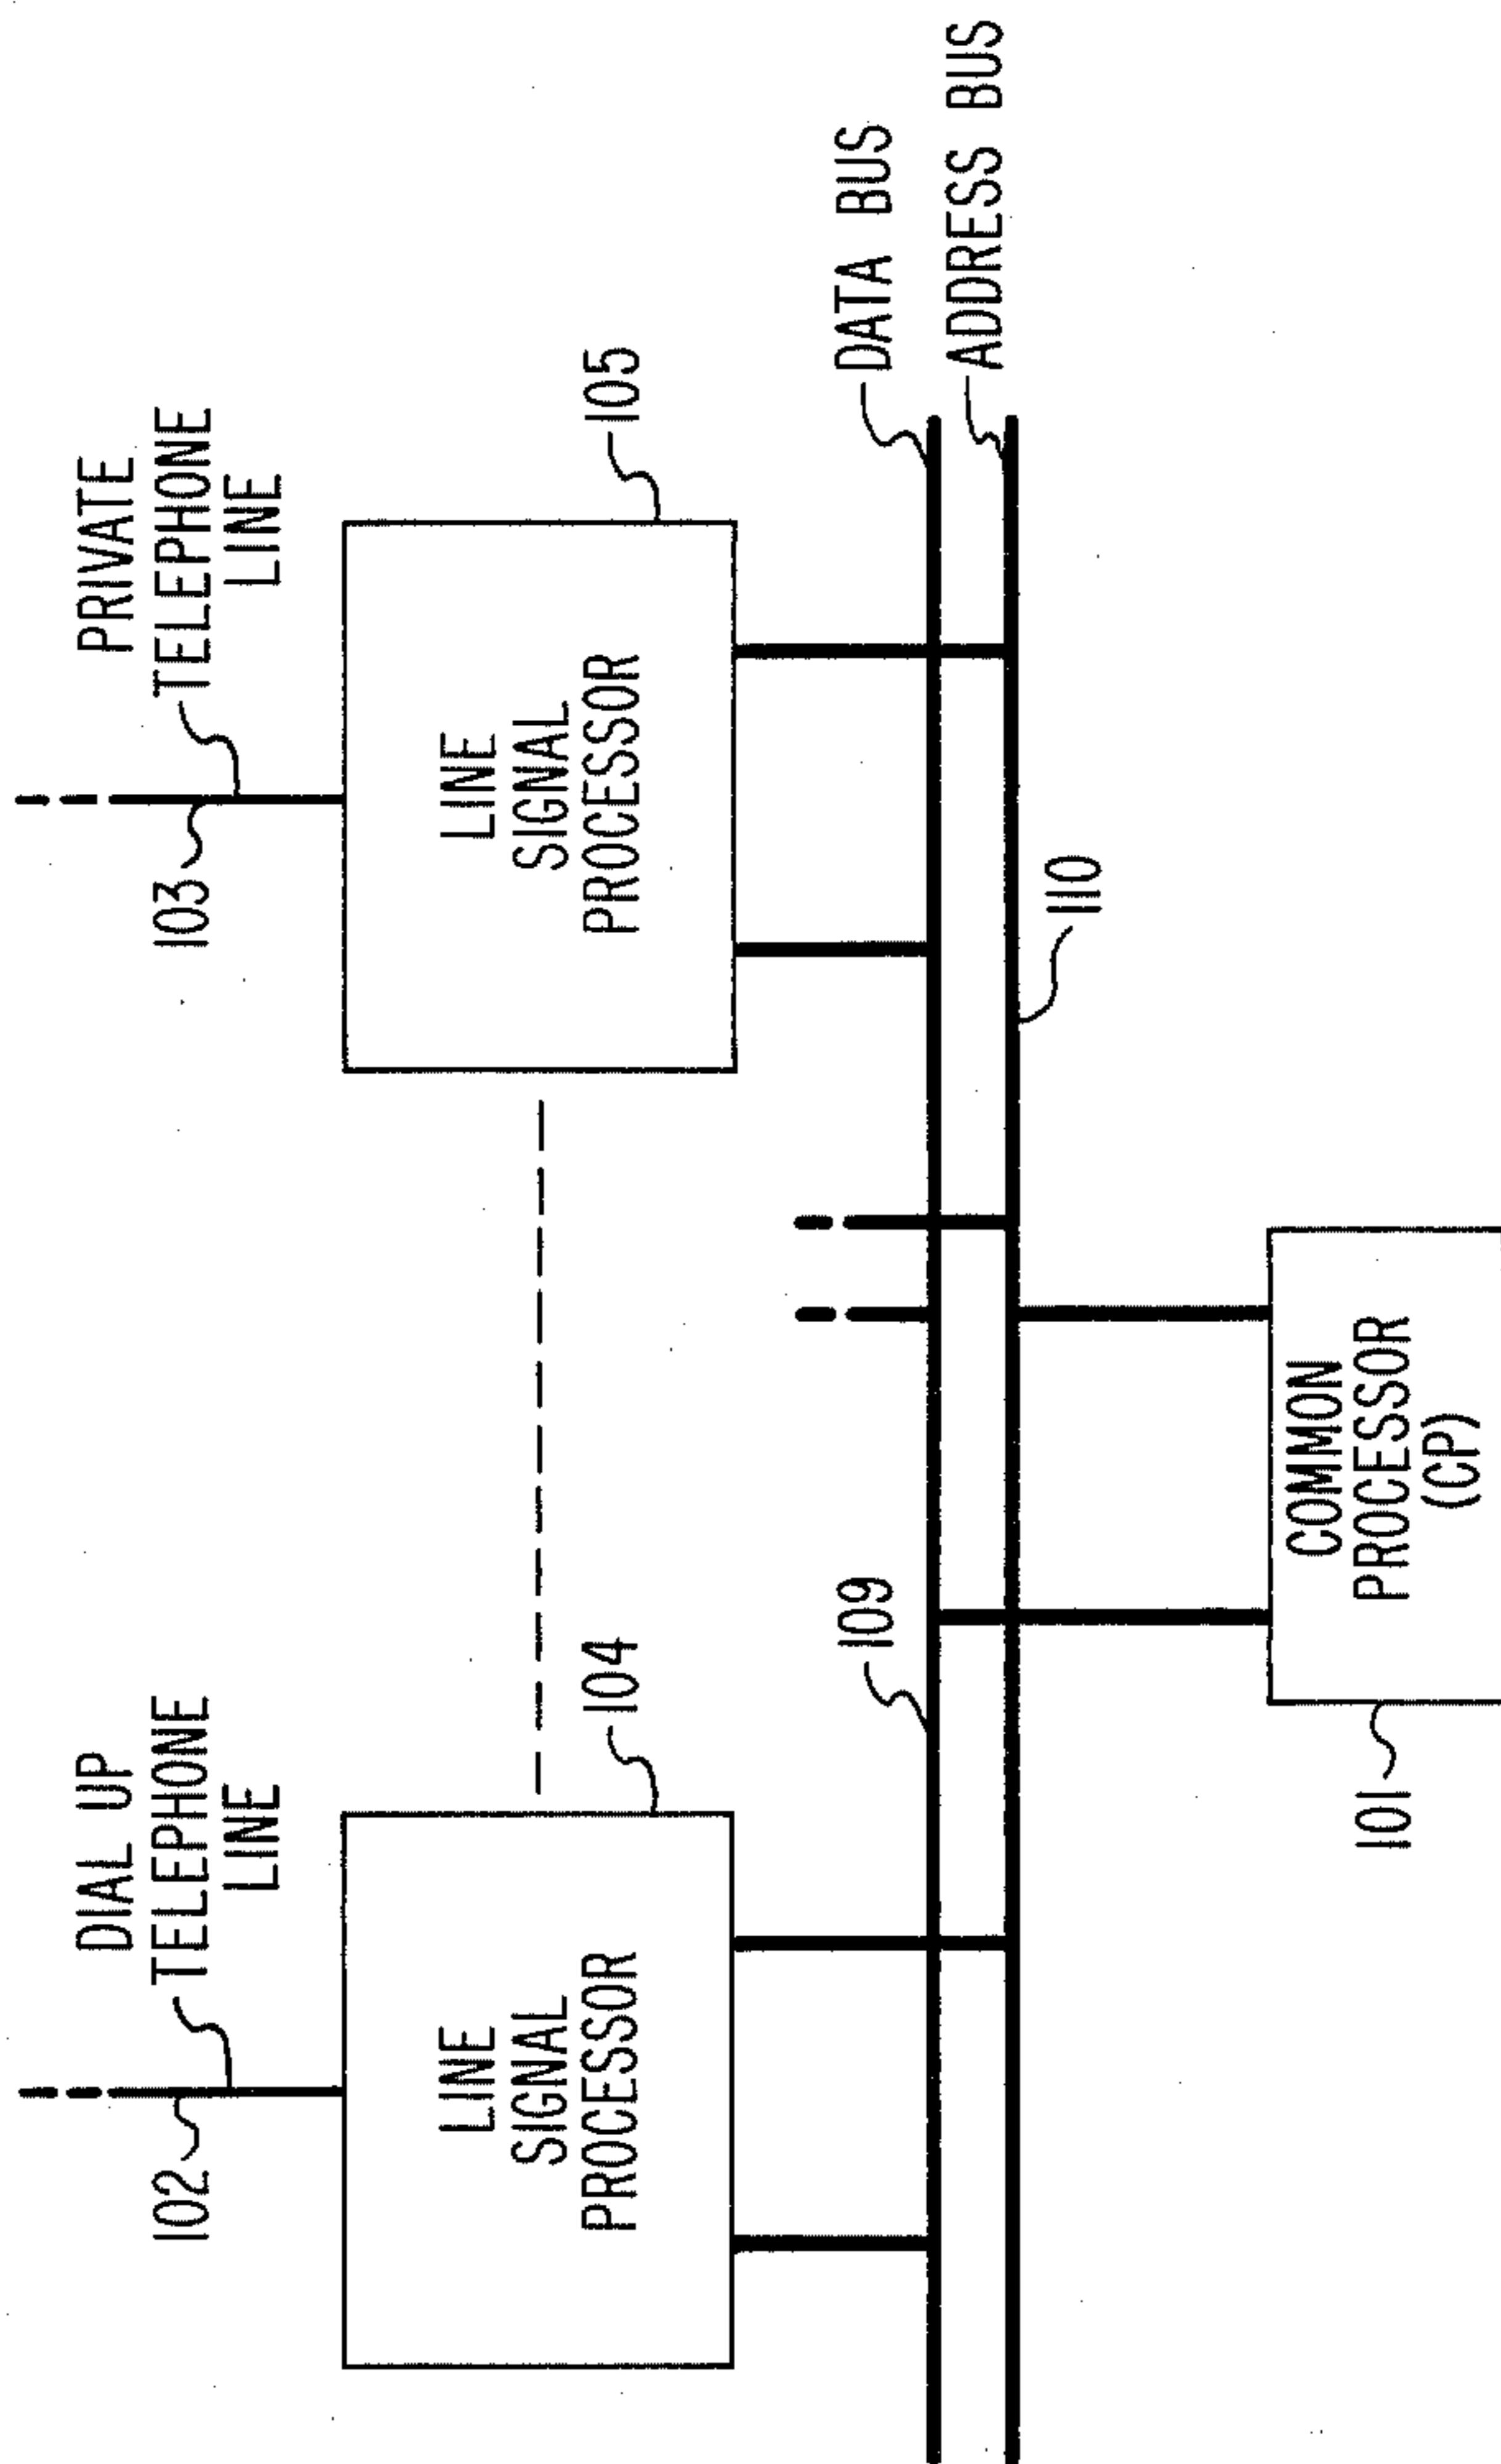 DIAL UP
TELEPHONE
LINE
102
PRIVATE
TELEPHONE
LINE
103
LINE
SIGNAL
PROCESSOR
104
LINE
SIGNAL
PROCESSOR
105
109
DATA BUS
ADDRESS BUS
110
COMMON
PROCESSOR
(CP)
101